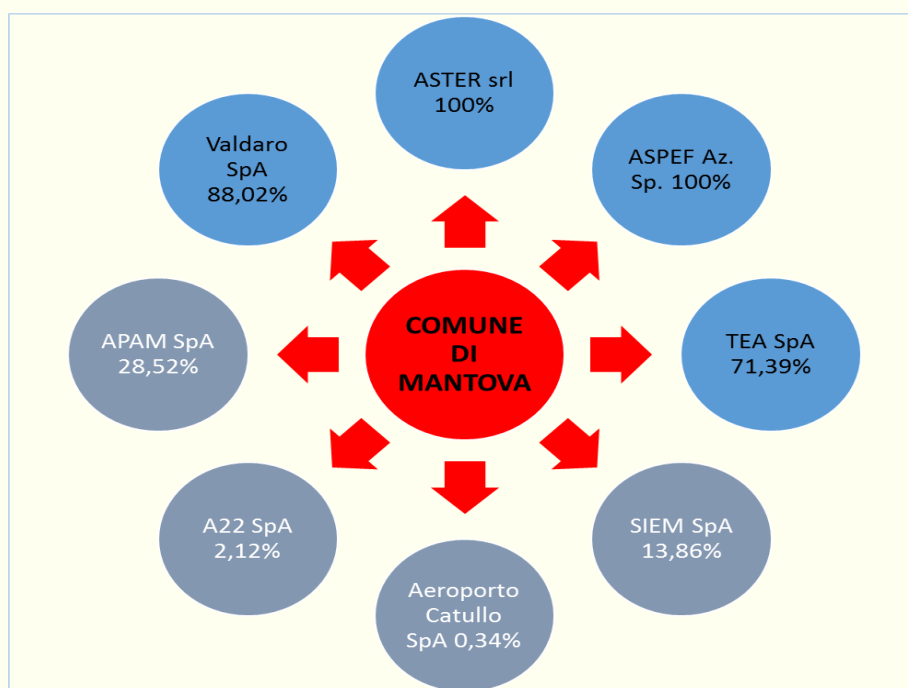 ASTER srl
100%
Valdaro
SpA
88,02%
ASPEF Az.
Sp. 100%
APAM SpA
28,52%
COMUNE
DI
MANTOVA
TEA SpA
71,39%
A22 SpA
2,12%
SIEM SpA
13,86%
Aeroporto
Catullo
SpA 0,34%